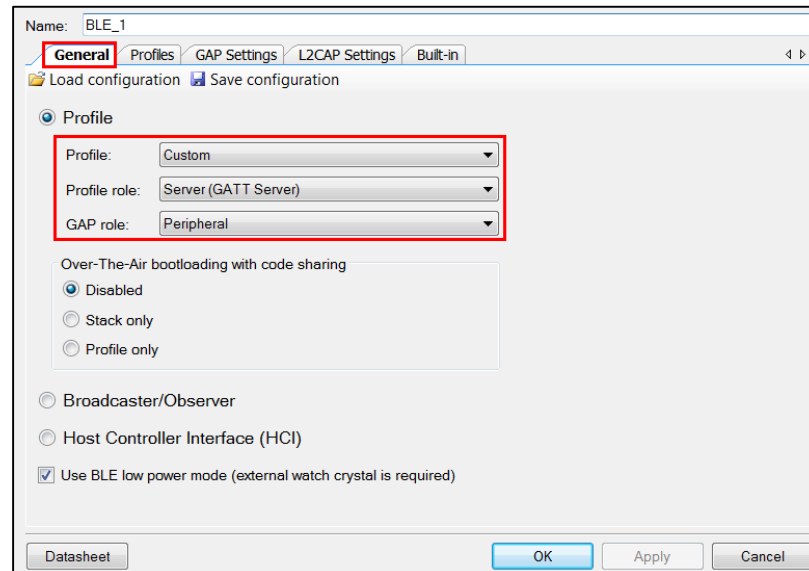 Name: BLE_1
General Profiles GAP Settings L2CAP Settings Built-in
Load configuration Save configuration
Profile
Profile: Custom
Profile role: Server (GATT Server)
GAP role: Peripheral
Over-The-Air bootloading with code sharing
Disabled
Stack only
Profile only
Broadcaster/Observer
Host Controller Interface (HCI)
Use BLE low power mode (external watch crystal is required)
Datasheet OK Apply Cancel